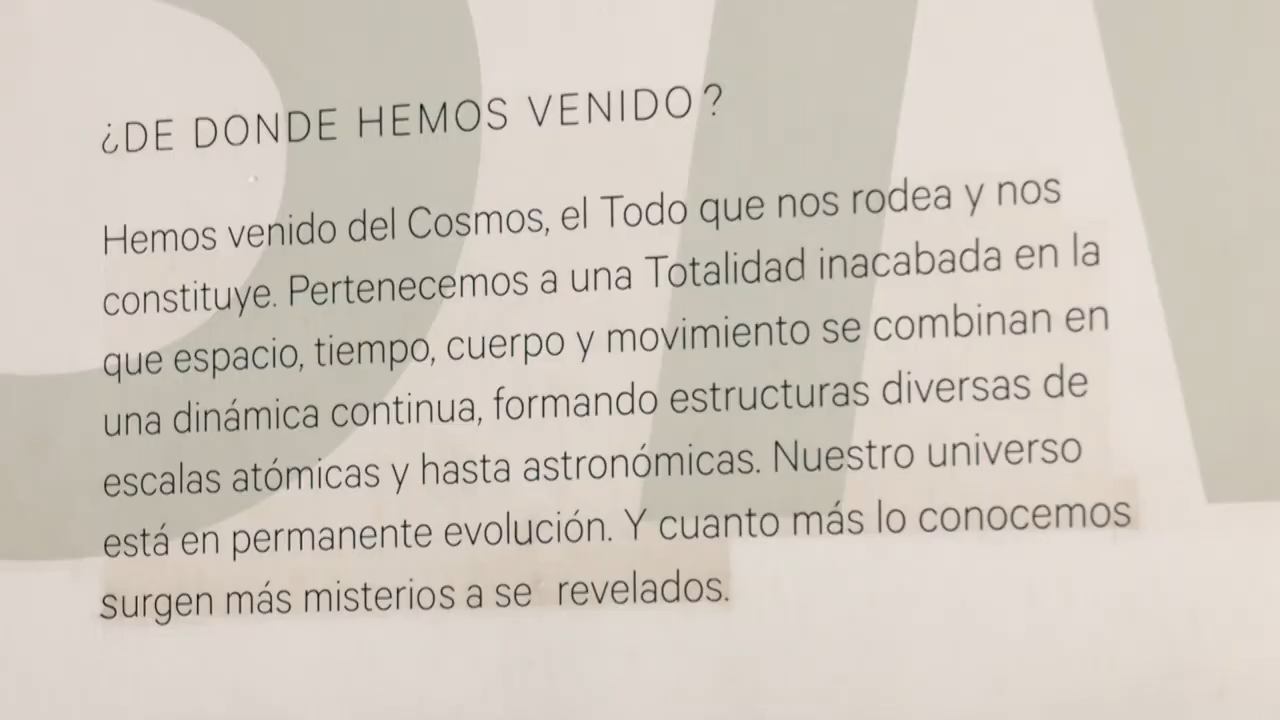 ¿DE DONDE HEMOS VENIDO?
Hemos venido del Cosmos, el Todo que nos rodea y nos
constituye. Pertenecemos a una Totalidad inacabada en la
que espacio, tiempo, cuerpo y movimiento se combinan en
una dinámica continua, formando estructuras diversas de
escalas atómicas y hasta astronómicas. Nuestro universo
está en permanente evolución. Y cuanto más lo conocemos
surgen más misterios a se revelados.